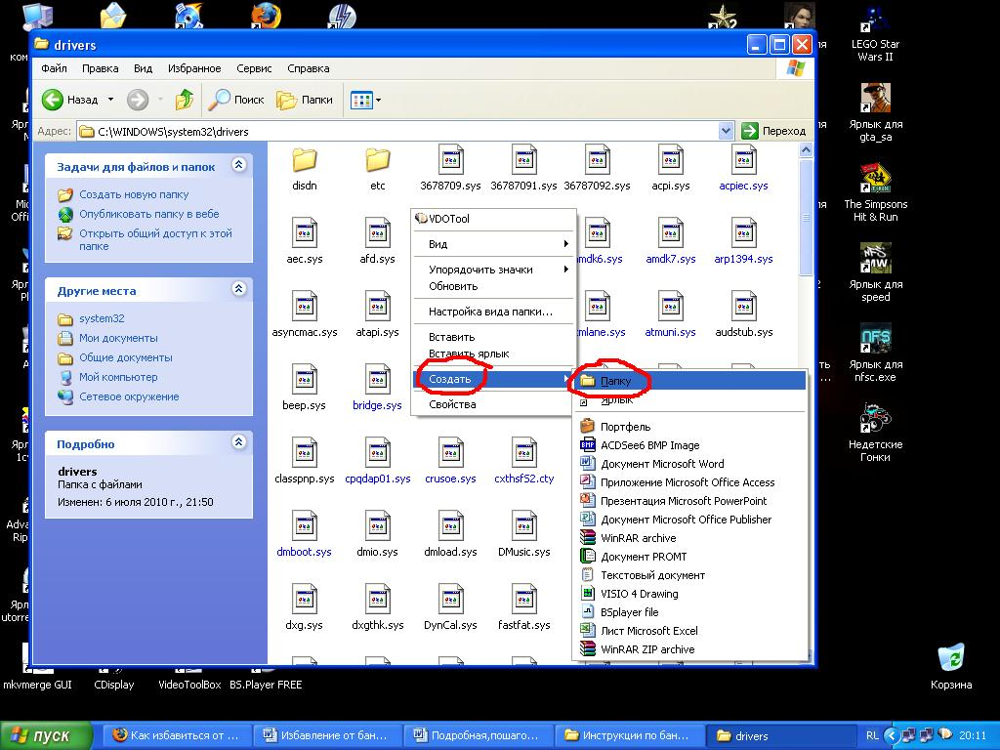 drivers
Файл Правка Вид Избранное Сервис Справка
Назад Поиск Папки
Адрес: C:\WINDOWS\system32\drivers Переход
Задачи для файлов и папок
Создать новую папку
Опубликовать папку в вебе
Открыть общий доступ к этой
папке
Другие места
system32
Мои документы
Общие документы
Мой компьютер
Сетевое окружение
Подробно
drivers
Папка с файлами
Изменен: 6 июля 2010 г., 21:50
disdn etc 3678709.sys 36787091.sys 36787092.sys acpi.sys acpiec.sys
aec.sys afd.sys amdk6.sys amdk7.sys arp1394.sys
asyncmac.sys atapi.sys atmlane.sys atmuni.sys audstub.sys
beep.sys bridge.sys
classpnp.sys cpqdap01.sys crusoe.sys cxthsf52.cty
dmboot.sys dmio.sys dmload.sys DMusic.sys
dxg.sys dxgthk.sys DynCal.sys fastfat.sys
VDOTool
Вид
Упорядочить значки
Обновить
Настройка вида папки...
Вставить
Вставить ярлык
Создать
Свойства
Папку
Ярлык
Портфель
BMP ACDSee6 BMP Image
Документ Microsoft Word
Приложение Microsoft Office Access
Презентация Microsoft PowerPoint
Документ Microsoft Office Publisher
WinRAR archive
Документ PROMT
Текстовый документ
VISIO 4 Drawing
BSplayer file
Лист Microsoft Excel
WinRAR ZIP archive
LEGO Star
Wars II
Ярлык для
gta_sa
The Simpsons
Hit & Run
NFS
MW
Ярлык для
speed
NFS
Ярлык для
nfsc.exe
Недетские
Гонки
Корзина
mkvmerge GUI CDisplay VideoToolBox BS.Player FREE
пуск Как избавиться от ... Избавление от бан... Подробная,пошаго... Инструкции по бан... drivers RL 20:11